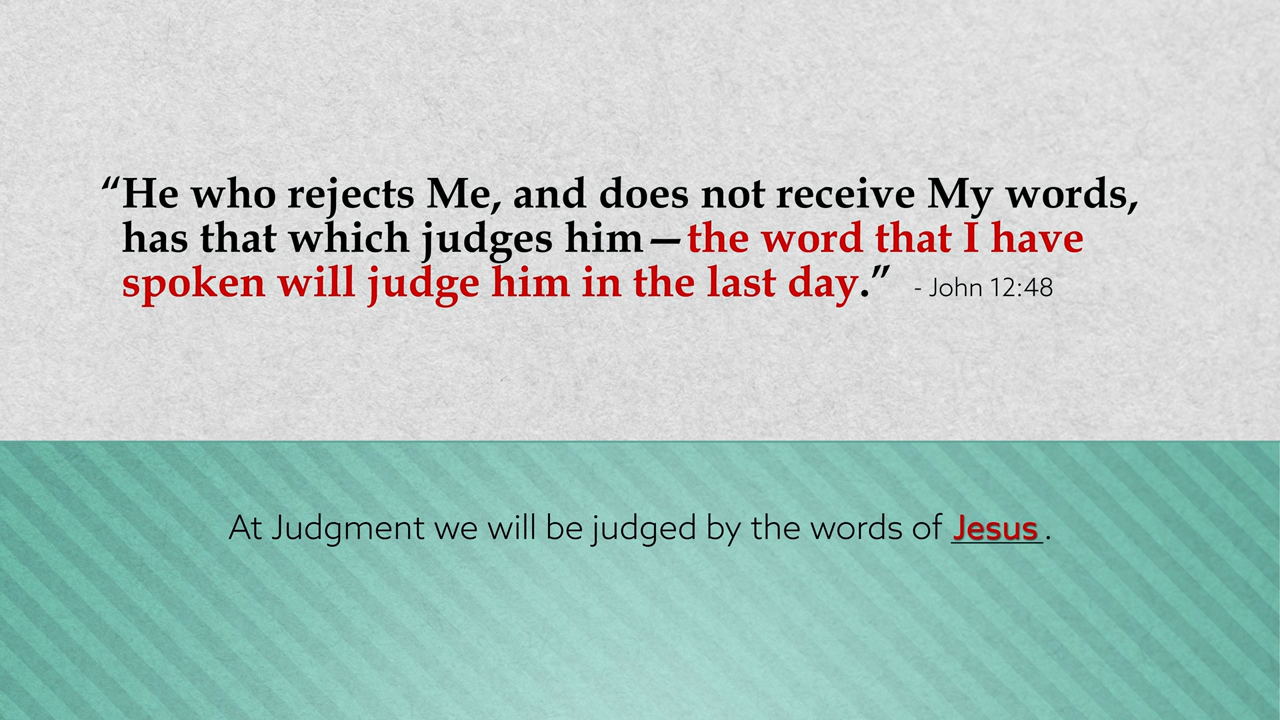 “He who rejects Me, and does not receive My words,
has that which judges him—the word that I have
spoken will judge him in the last day.” - John 12:48
At Judgment we will be judged by the words of Jesus.